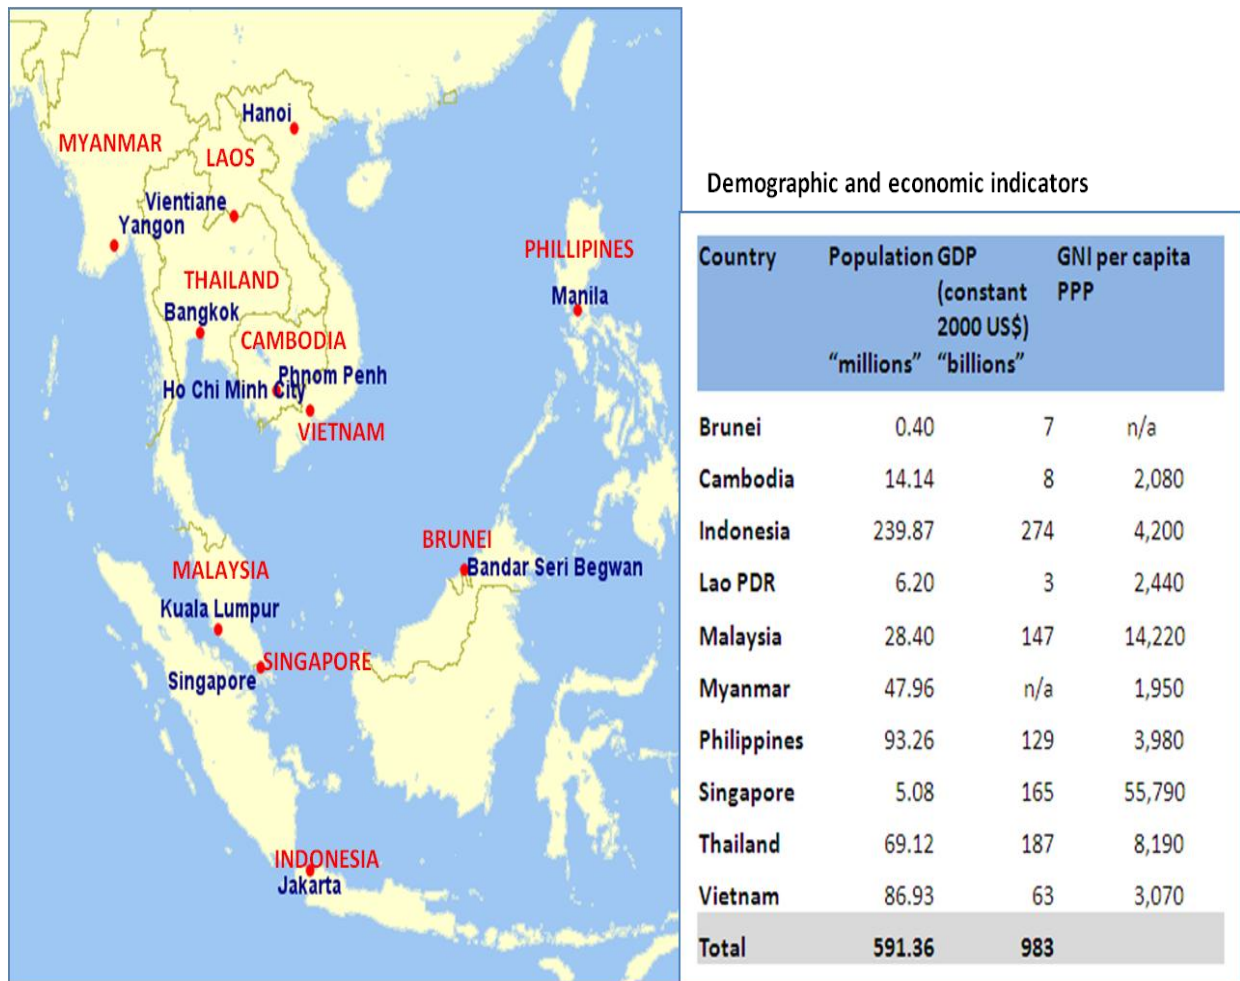 Hanoi
MYANMAR
LAOS
Vientiane
Yangon
THAILAND
Bangkok
CAMBODIA
Phnom Penh
Ho Chi Minh City
VIETNAM
PHILLIPINES
Manila
BRUNEI
Bandar Seri Begwan
MALAYSIA
Kuala Lumpur
SINGAPORE
Singapore
INDONESIA
Jakarta
Demographic and economic indicators
Country Population GDP GNI per capita
(constant PPP
2000 US$)
“millions” “billions”
Brunei 0.40 7 n/a
Cambodia 14.14 8 2,080
Indonesia 239.87 274 4,200
Lao PDR 6.20 3 2,440
Malaysia 28.40 147 14,220
Myanmar 47.96 n/a 1,950
Philippines 93.26 129 3,980
Singapore 5.08 165 55,790
Thailand 69.12 187 8,190
Vietnam 86.93 63 3,070
Total 591.36 983